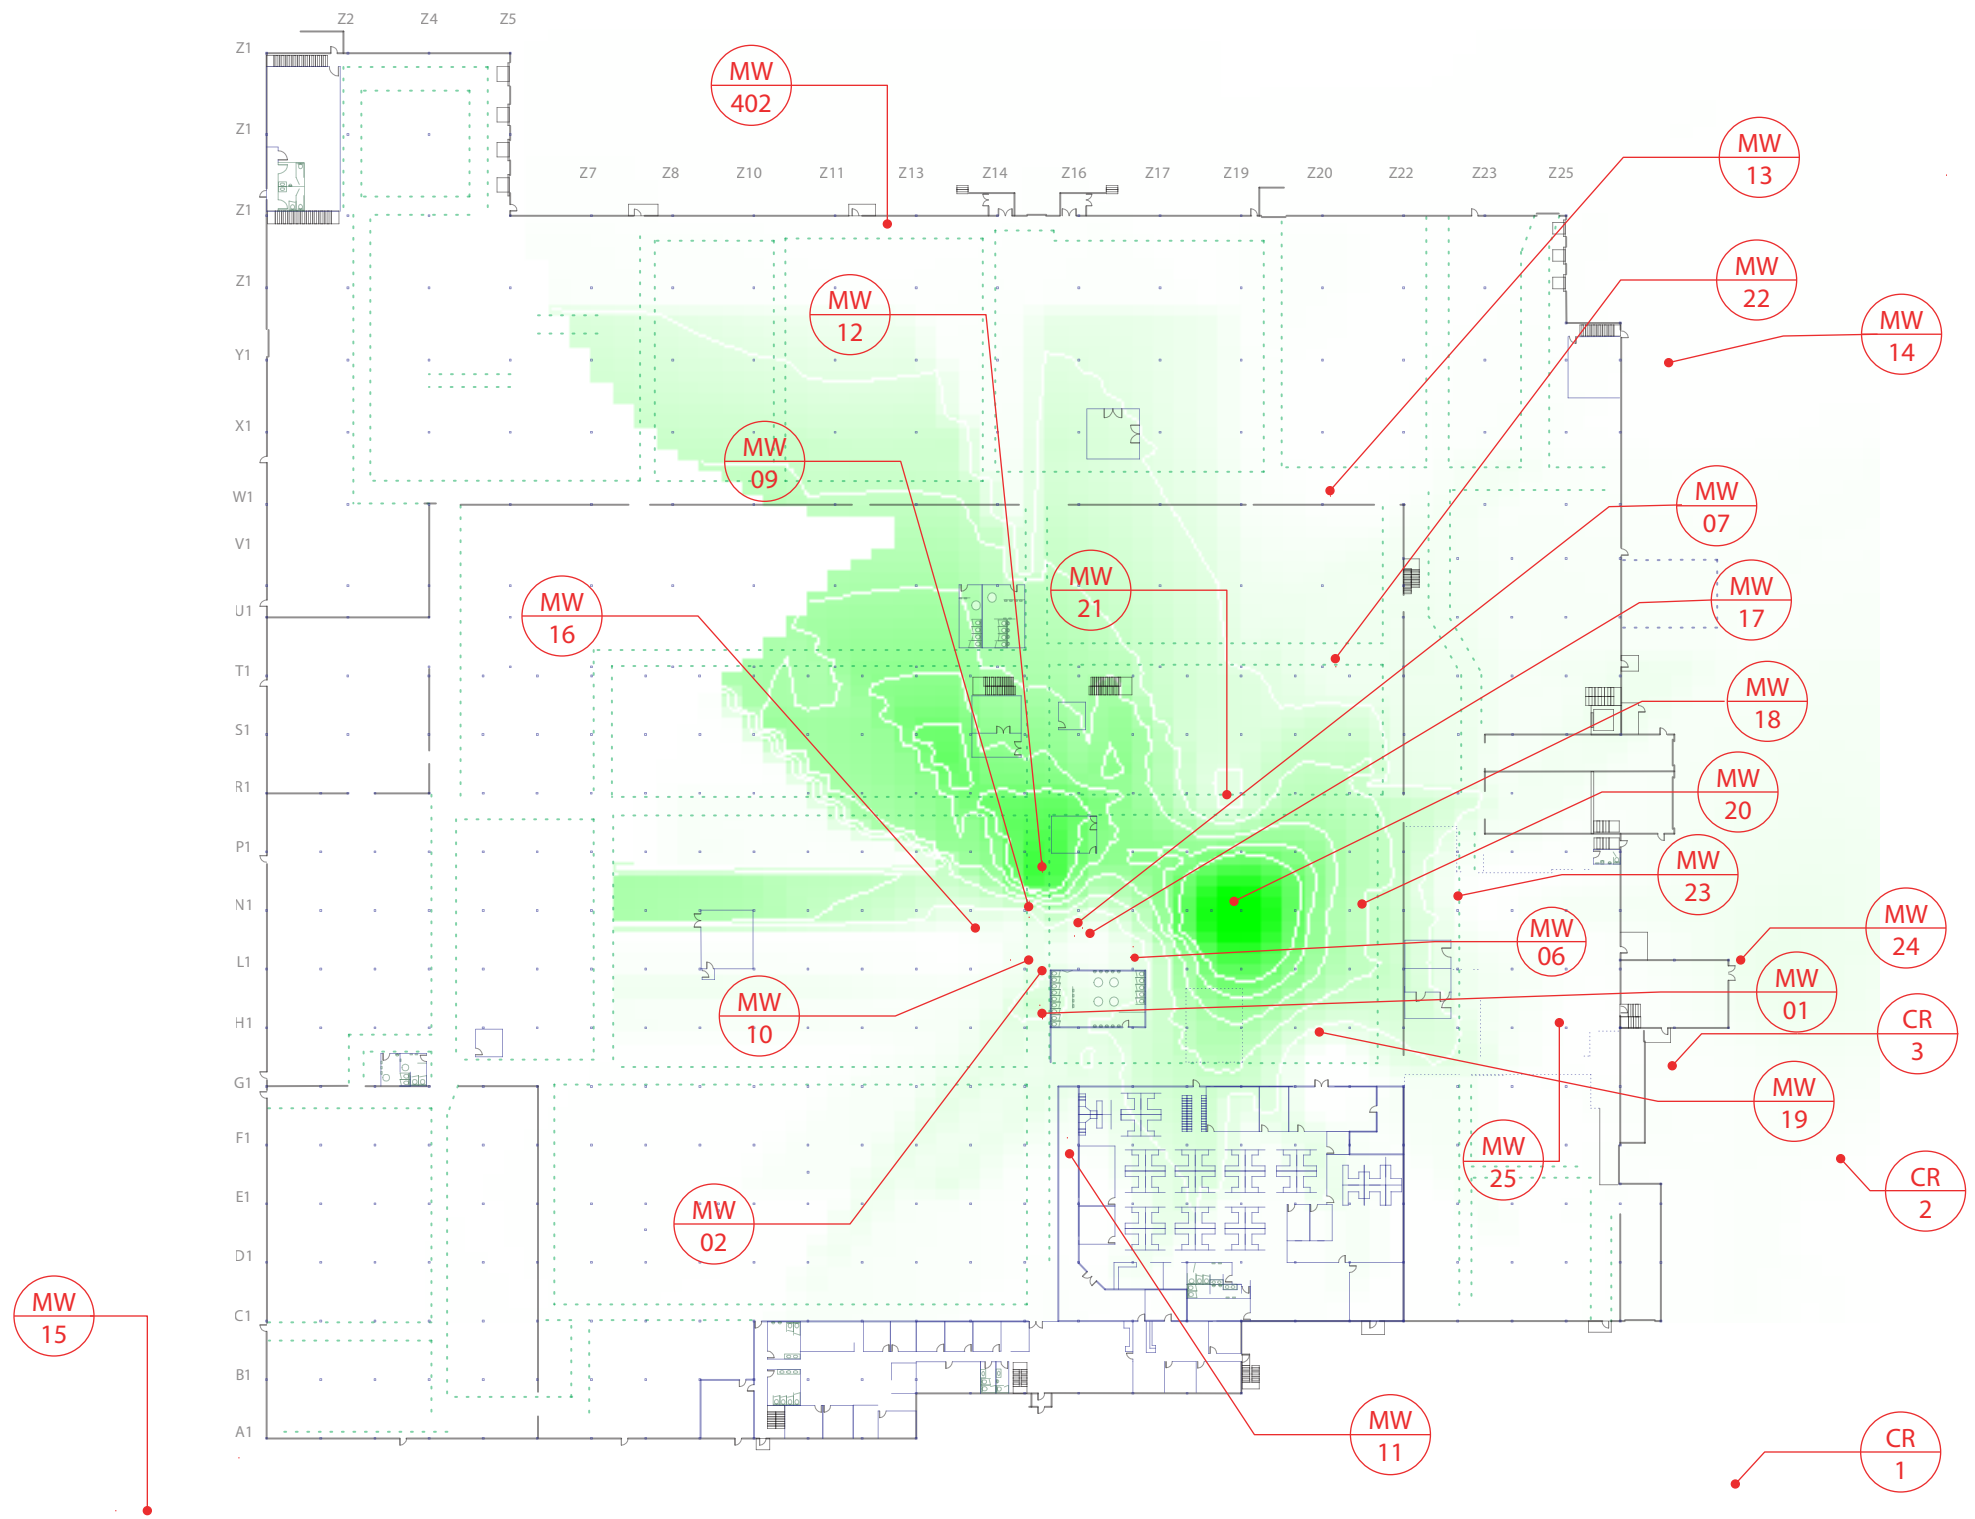 Z2 Z4 Z5
Z1
MW
402
Z1
MW
13
Z7 Z8 Z10 Z11 Z13 Z14 Z16 Z17 Z19 Z20 Z22 Z23 Z25
Z1
MW
22
Z1
MW
12
MW
14
Y1
X1
MW
09
W1
MW
07
V1
MW
21
MW
17
MW
16
U1
T1
MW
18
S1
MW
20
R1
P1
MW
23
N1
MW
24
MW
06
L1
MW
10
MW
01
H1
CR
3
G1
MW
19
F1
MW
25
E1
CR
2
MW
02
D1
MW
15
C1
B1
A1
MW
11
CR
1